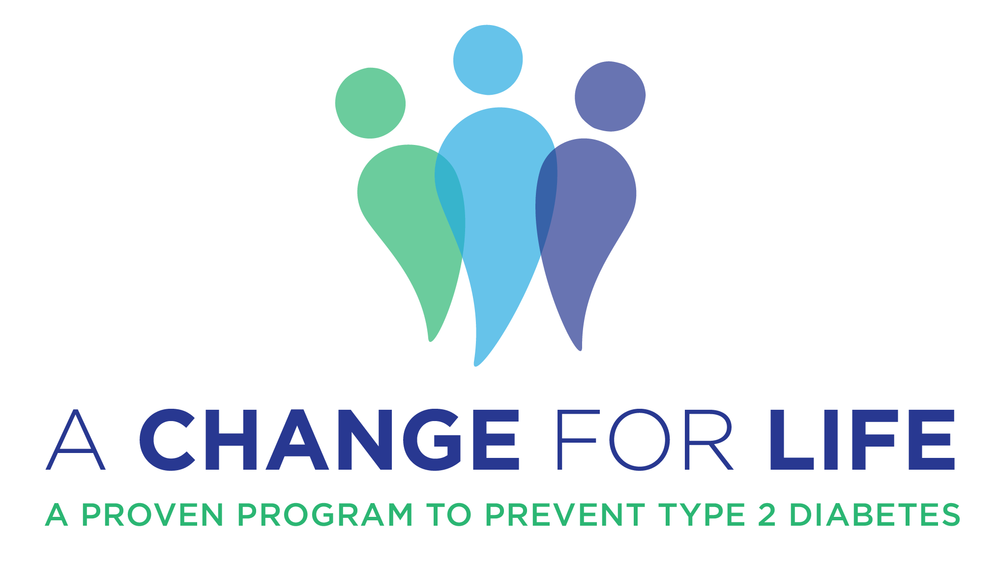 A CHANGE FOR LIFE
A PROVEN PROGRAM TO PREVENT TYPE 2 DIABETES